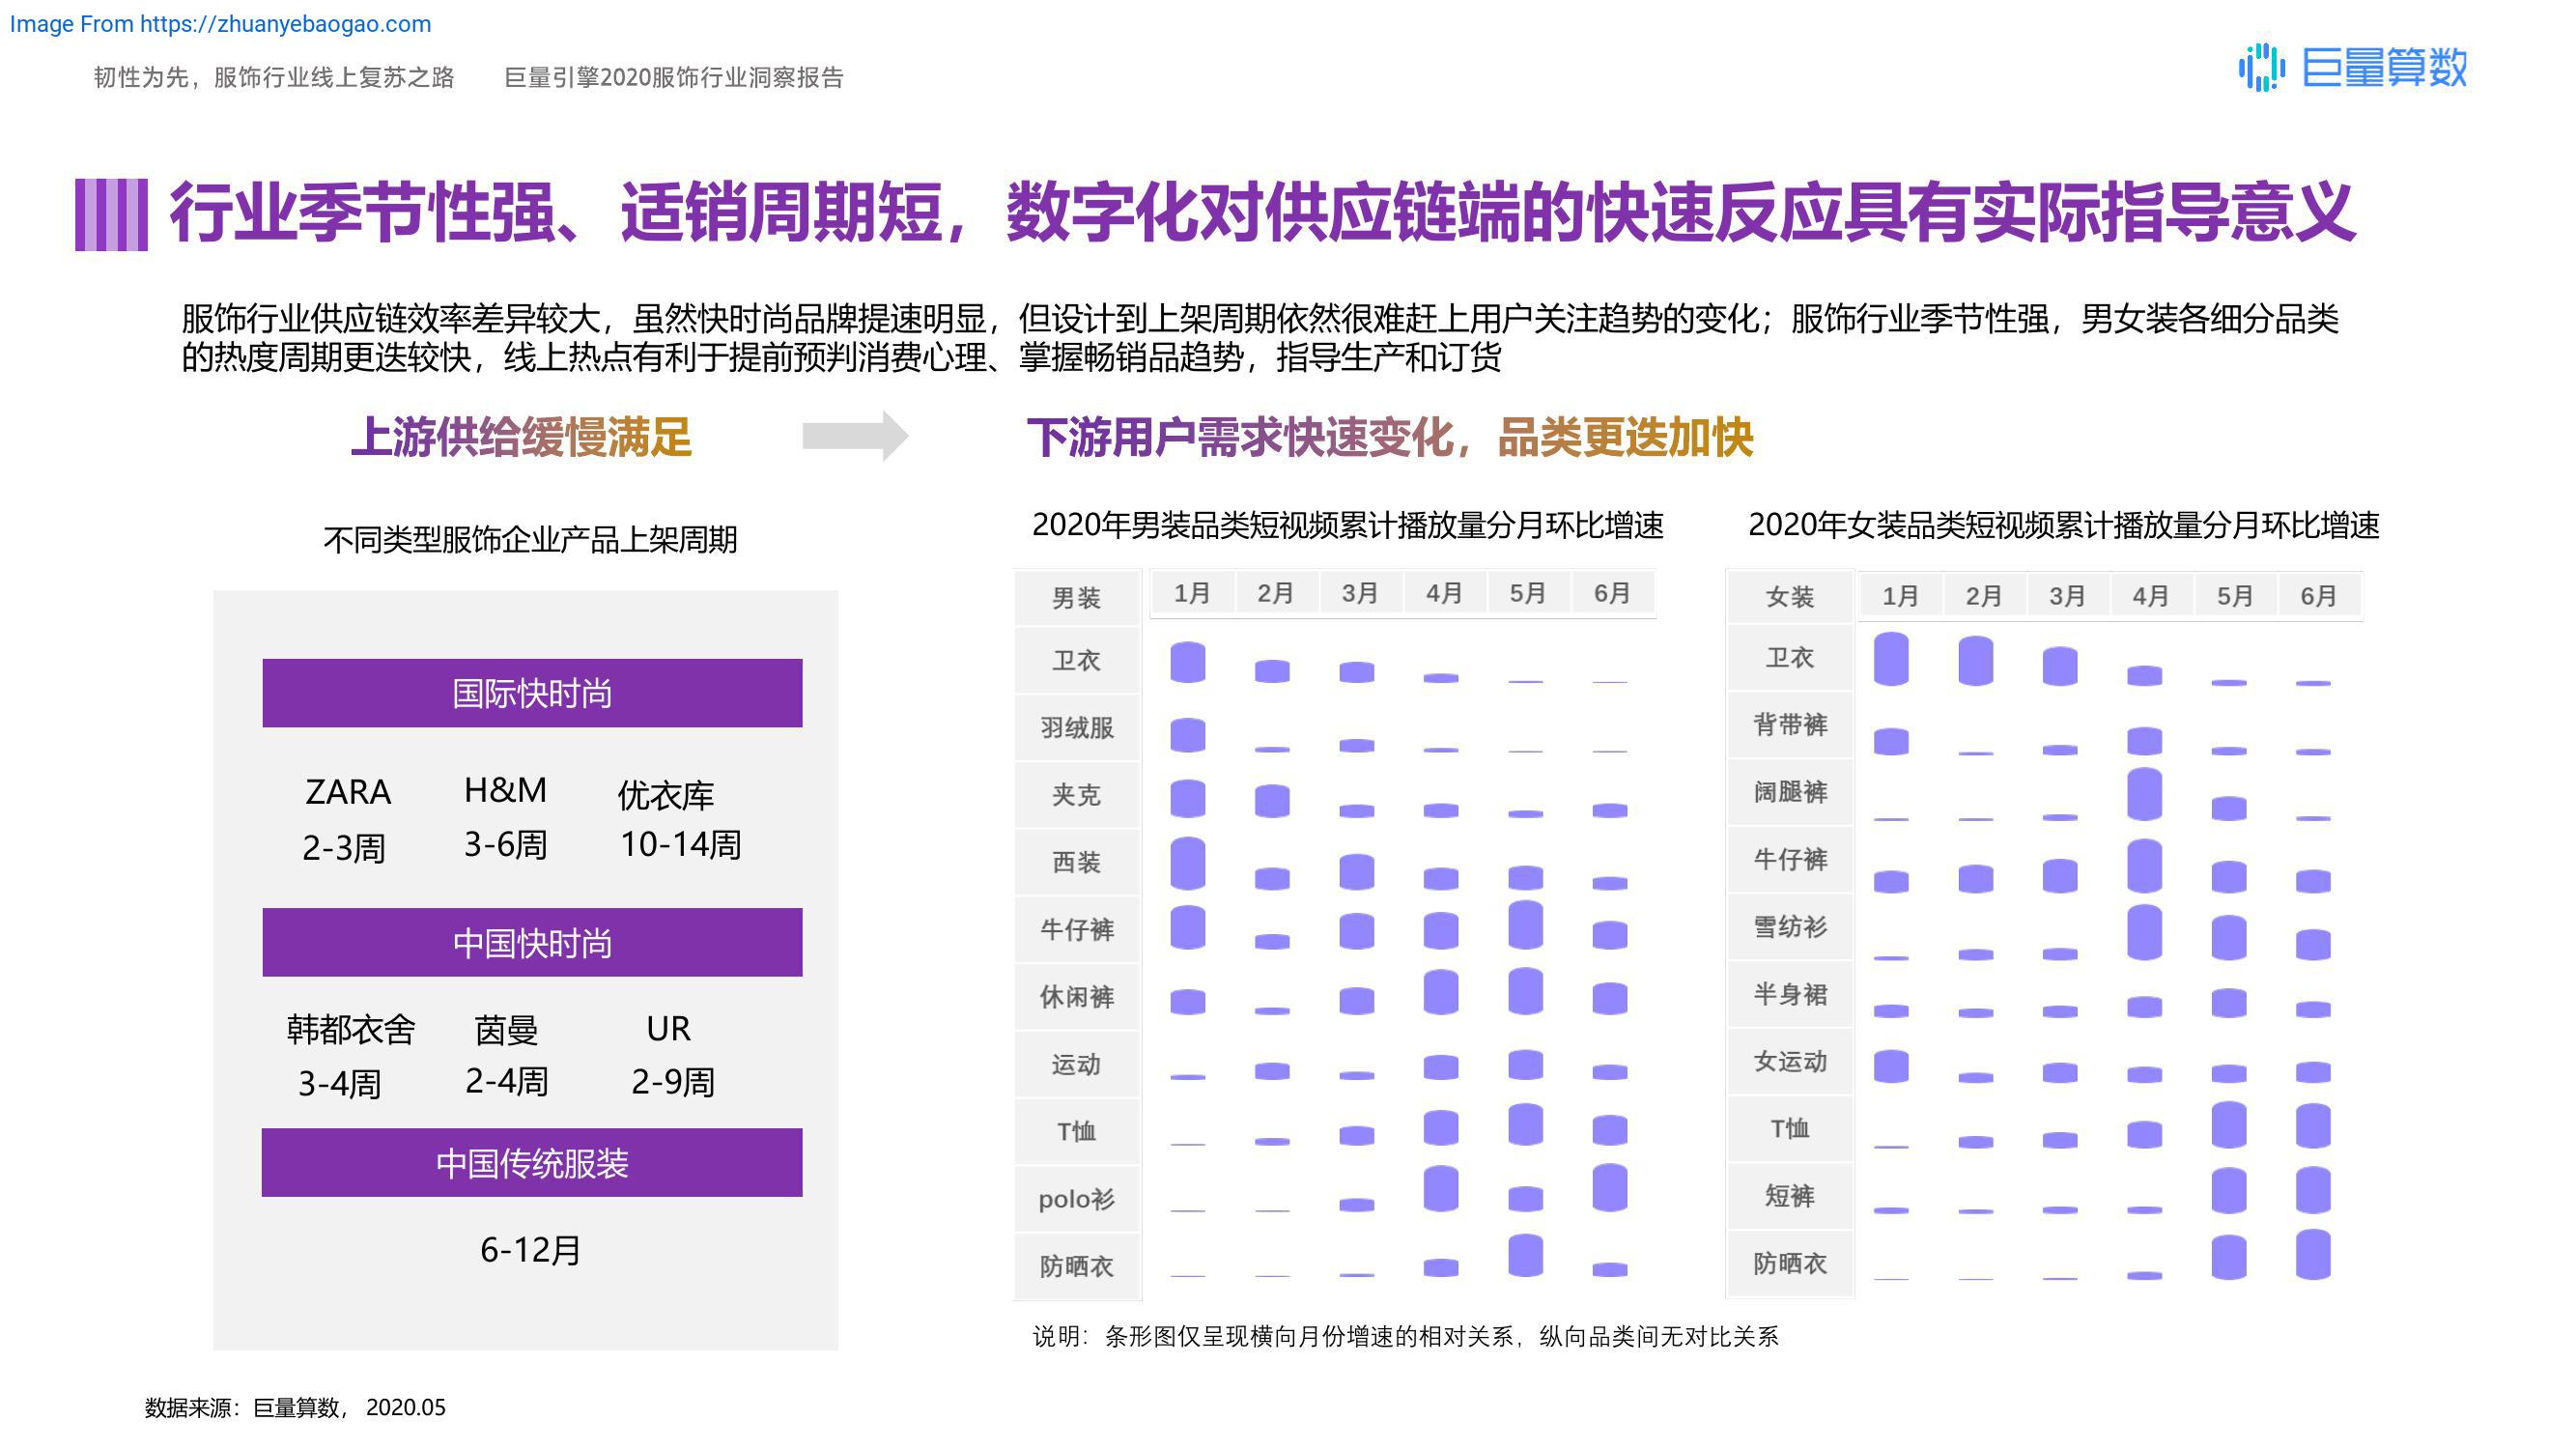 Image From https://zhuanyebaogao.com
韧性为先，服饰行业线上复苏之路 巨量引擎2020服饰行业洞察报告
巨量算数
行业季节性强、适销周期短，数字化对供应链端的快速反应具有实际指导意义
服饰行业供应链效率差异较大，虽然快时尚品牌提速明显，但设计到上架周期依然很难赶上用户关注趋势的变化；服饰行业季节性强，男女装各细分品类
的热度周期更迭较快，线上热点有利于提前预判消费心理、掌握畅销品趋势，指导生产和订货
上游供给缓慢满足
下游用户需求快速变化，品类更迭加快
不同类型服饰企业产品上架周期
国际快时尚
ZARA H&M 优衣库
2-3周 3-6周 10-14周
中国快时尚
韩都衣舍 茵曼 UR
3-4周 2-4周 2-9周
中国传统服装
6-12月
2020年男装品类短视频累计播放量分月环比增速
男装 1月 2月 3月 4月 5月 6月
卫衣
羽绒服
夹克
西装
牛仔裤
休闲裤
运动
T恤
polo衫
防晒衣
2020年女装品类短视频累计播放量分月环比增速
女装 1月 2月 3月 4月 5月 6月
卫衣
背带裤
阔腿裤
牛仔裤
雪纺衫
半身裙
女运动
T恤
短裤
防晒衣
说明：条形图仅呈现横向月份增速的相对关系，纵向品类间无对比关系
数据来源：巨量算数， 2020.05